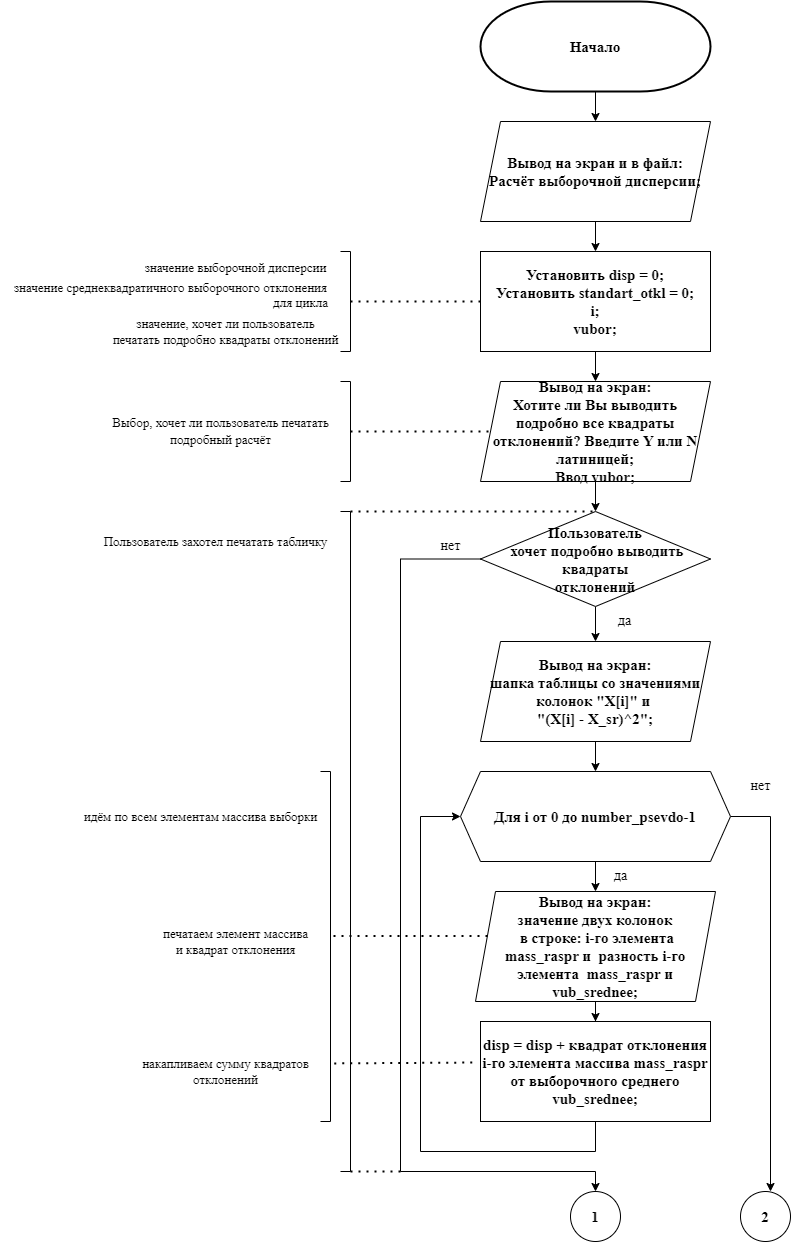 Начало
Вывод на экран и в файл:
Расчёт выборочной дисперсии;
значение выборочной дисперсии
значение среднеквадратичного выборочного отклонения
для цикла
значение, хочет ли пользователь
печатать подробно квадраты отклонений
Установить disp = 0;
Установить standart_otkl = 0;
i;
vubor;
Выбор, хочет ли пользователь печатать
подробный расчёт
Вывод на экран:
Хотите ли Вы выводить
подробно все квадраты
отклонений? Введите Y или N
латиницей;
Ввод vubor;
Пользователь захотел печатать табличку
нет
Пользователь
хочет подробно выводить
квадраты
отклонений
да
Вывод на экран:
шапка таблицы со значениями
колонок "X[i]" и
"(X[i] - X_sr)^2";
нет
идём по всем элементам массива выборки
Для i от 0 до number_psevdo-1
да
печатаем элемент массива
и квадрат отклонения
Вывод на экран:
значение двух колонок
в строке: i-го элемента
mass_raspr и разность i-го
элемента mass_raspr и
vub_srednee;
накапливаем сумму квадратов
отклонений
disp = disp + квадрат отклонения
i-го элемента массива mass_raspr
от выборочного среднего
vub_srednee;
1
2